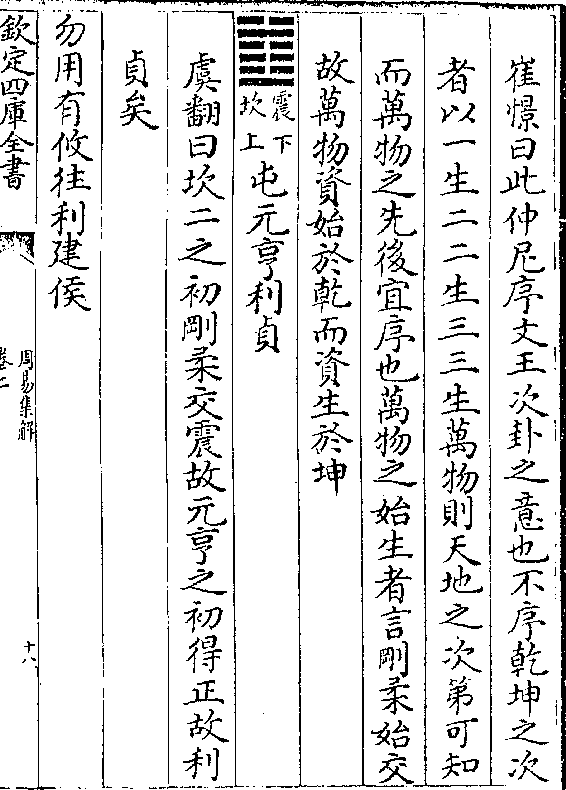 崔憬曰此仲尼序文王次卦之意也不序乾坤之次
者以一生二二生三三生萬物則天地之次第可知
而萬物之先後宜序也萬物之始生者言剛柔始交
故萬物資始於乾而資生於坤
震下
坎上
屯元亨利貞
虞翻曰坎二之初剛柔交震故元亨之初得正故利
貞矣
勿用有攸往利建侯
欽定四庫全書
周易集解
卷二
十八